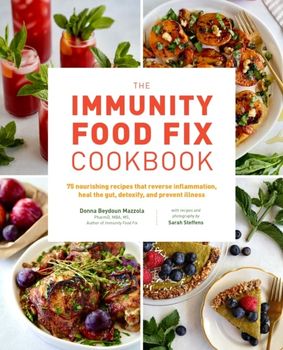 THE
IMMUNITY
FOOD FIX
COOKBOOK
75 nourishing recipes that reverse inflammation,
heal the gut, detoxify, and prevent illness
Donna Beydoun Mazzola
PharmD, MBA, MS,
Author of Immunity Food Fix
with recipes and
photography by
Sarah Steffens